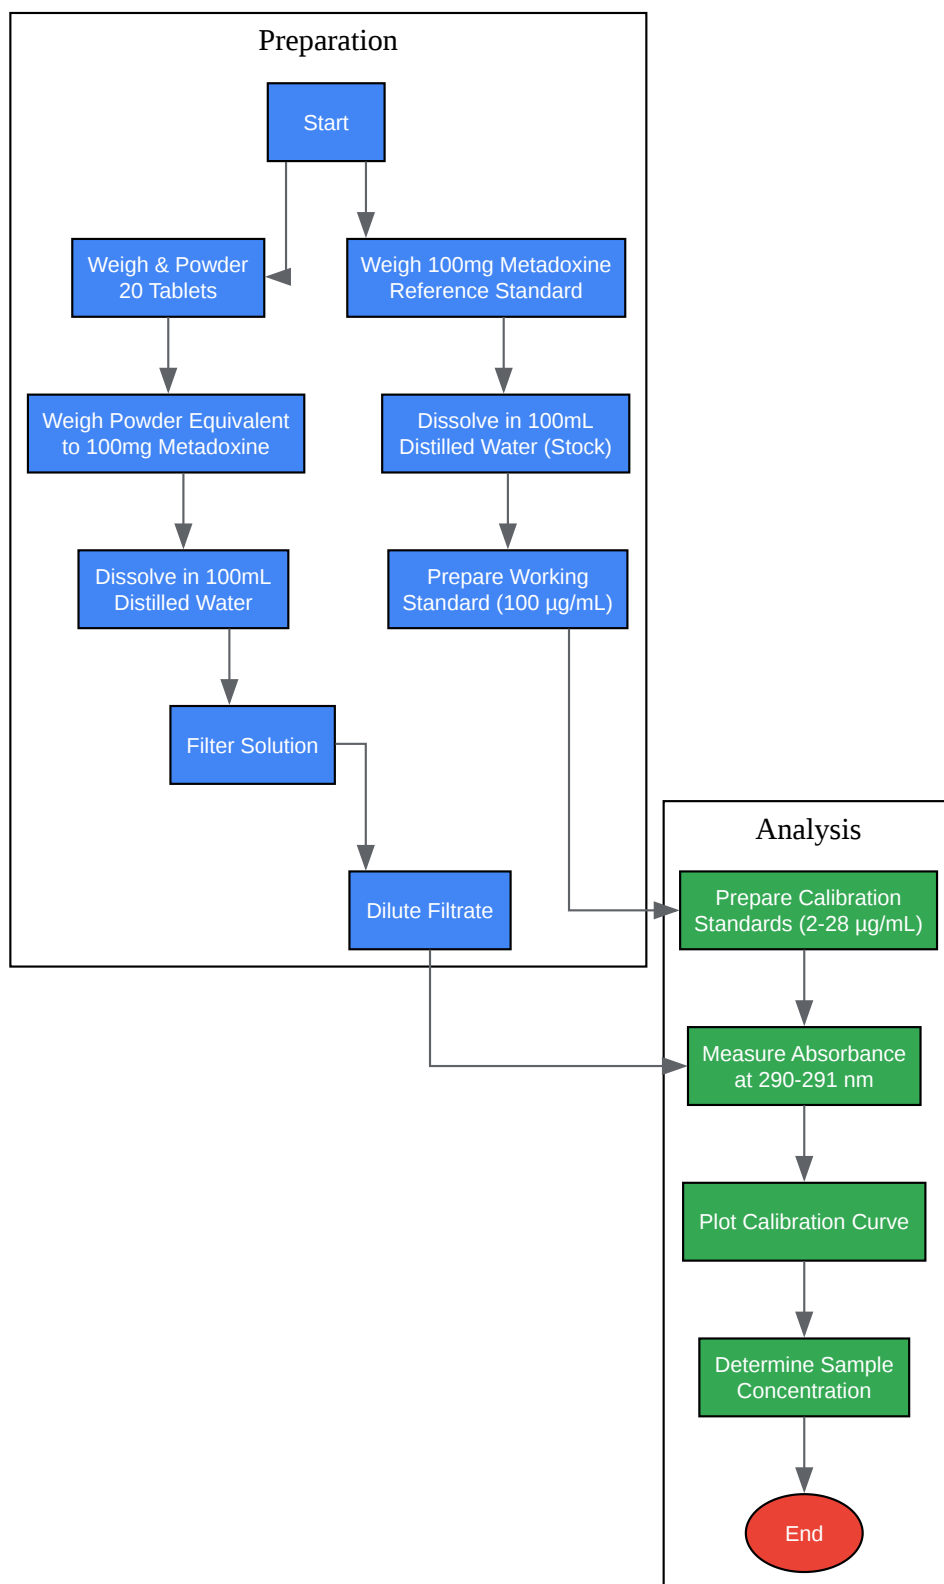 Preparation
Start
Weigh & Powder
20 Tablets
Weigh 100mg Metadoxine
Reference Standard
Weigh Powder Equivalent
to 100mg Metadoxine
Dissolve in 100mL
Distilled Water (Stock)
Dissolve in 100mL
Distilled Water
Prepare Working
Standard (100 µg/mL)
Filter Solution
Dilute Filtrate
Analysis
Prepare Calibration
Standards (2-28 µg/mL)
Measure Absorbance
at 290-291 nm
Plot Calibration Curve
Determine Sample
Concentration
End